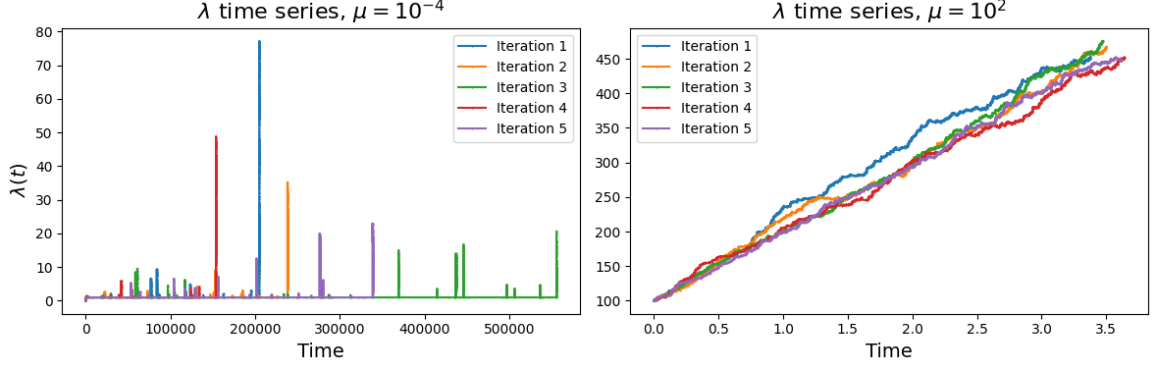 λ time series, μ = 10⁻⁴
λ(t)
80
70
60
50
40
30
20
10
0
0 100000 200000 300000 400000 500000
Time
Iteration 1
Iteration 2
Iteration 3
Iteration 4
Iteration 5
λ time series, μ = 10²
450
400
350
300
250
200
150
100
0.0 0.5 1.0 1.5 2.0 2.5 3.0 3.5
Time
Iteration 1
Iteration 2
Iteration 3
Iteration 4
Iteration 5